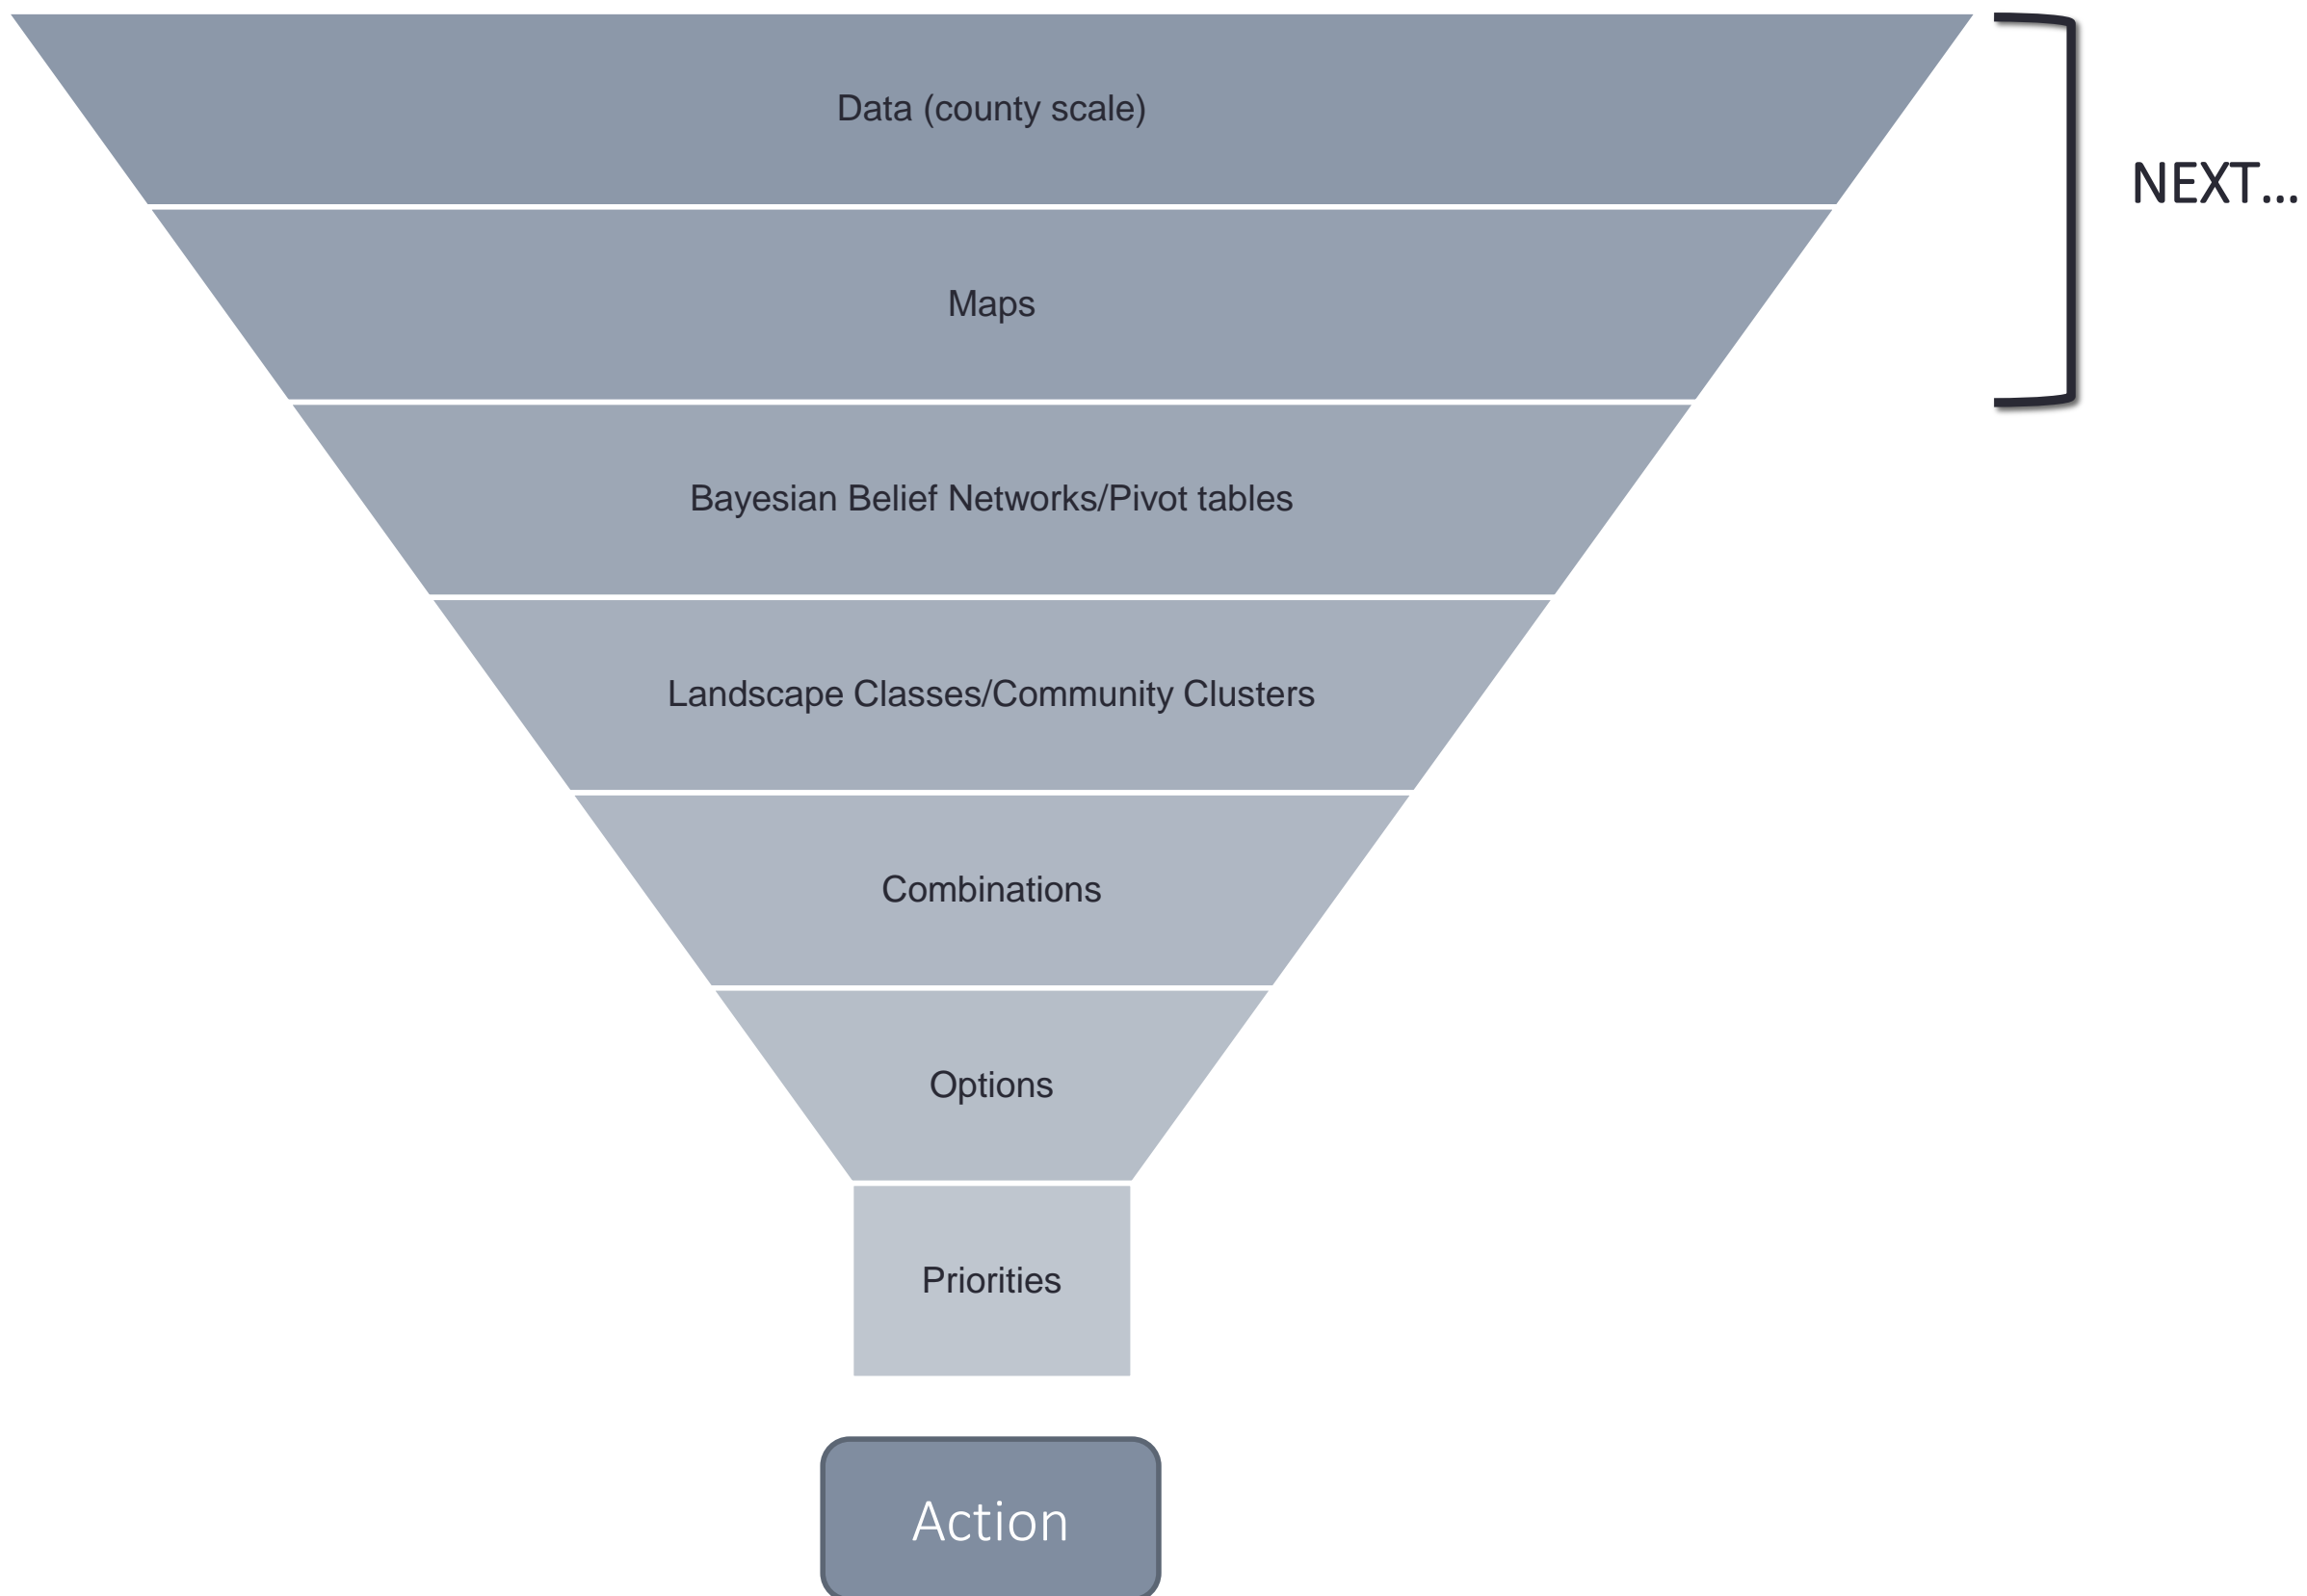 Data (county scale)
NEXT...
Maps
Bayesian Belief Networks/Pivot tables
Landscape Classes/Community Clusters
Combinations
Options
Priorities
Action